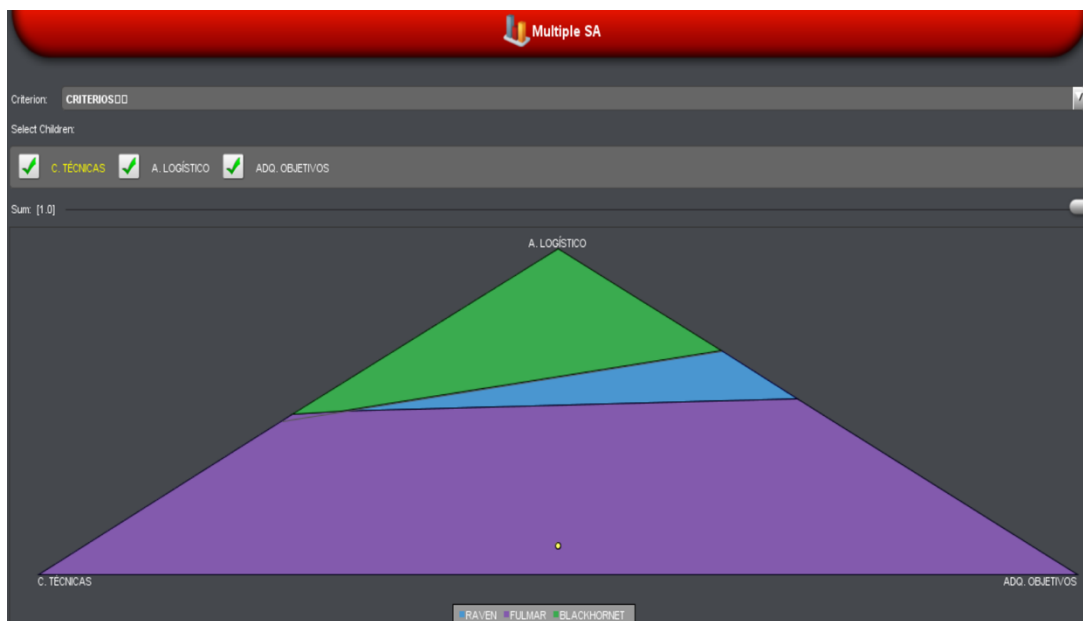 Multiple SA
Criterion: CRITERIOS□□
Select Children:
C. TÉCNICAS A. LOGÍSTICO ADQ. OBJETIVOS
Sum: [1.0]
A. LOGÍSTICO
C. TÉCNICAS ADQ. OBJETIVOS
RAVEN FULMAR BLACKHORNET